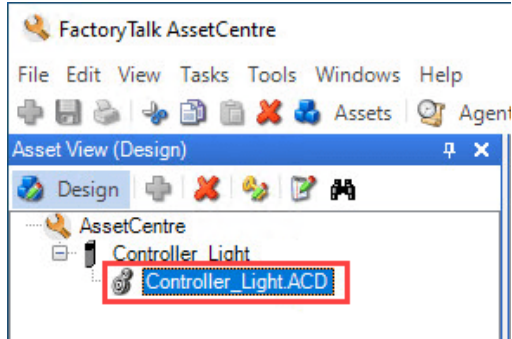 FactoryTalk AssetCentre
File Edit View Tasks Tools Windows Help
Assets Agent
Asset View (Design)
Design
AssetCentre
Controller_Light
Controller_Light.ACD